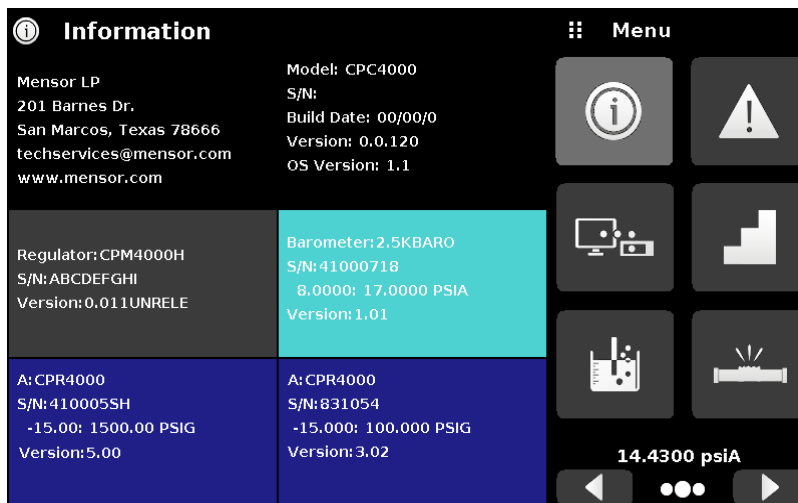 Information
Mensor LP
201 Barnes Dr.
San Marcos, Texas 78666
techservices@mensor.com
www.mensor.com
Model: CPC4000
S/N:
Build Date: 00/00/0
Version: 0.0.120
OS Version: 1.1
Regulator:CPM4000H
S/N:ABCDEFGHI
Version:0.011UNRELE
Barometer:2.5KBARO
S/N:41000718
8.0000: 17.0000 PSIA
Version:1.01
A:CPR4000
S/N:410005SH
-15.00: 1500.00 PSIG
Version:5.00
A:CPR4000
S/N:831054
-15.000: 100.000 PSIG
Version:3.02
Menu
14.4300 psiA